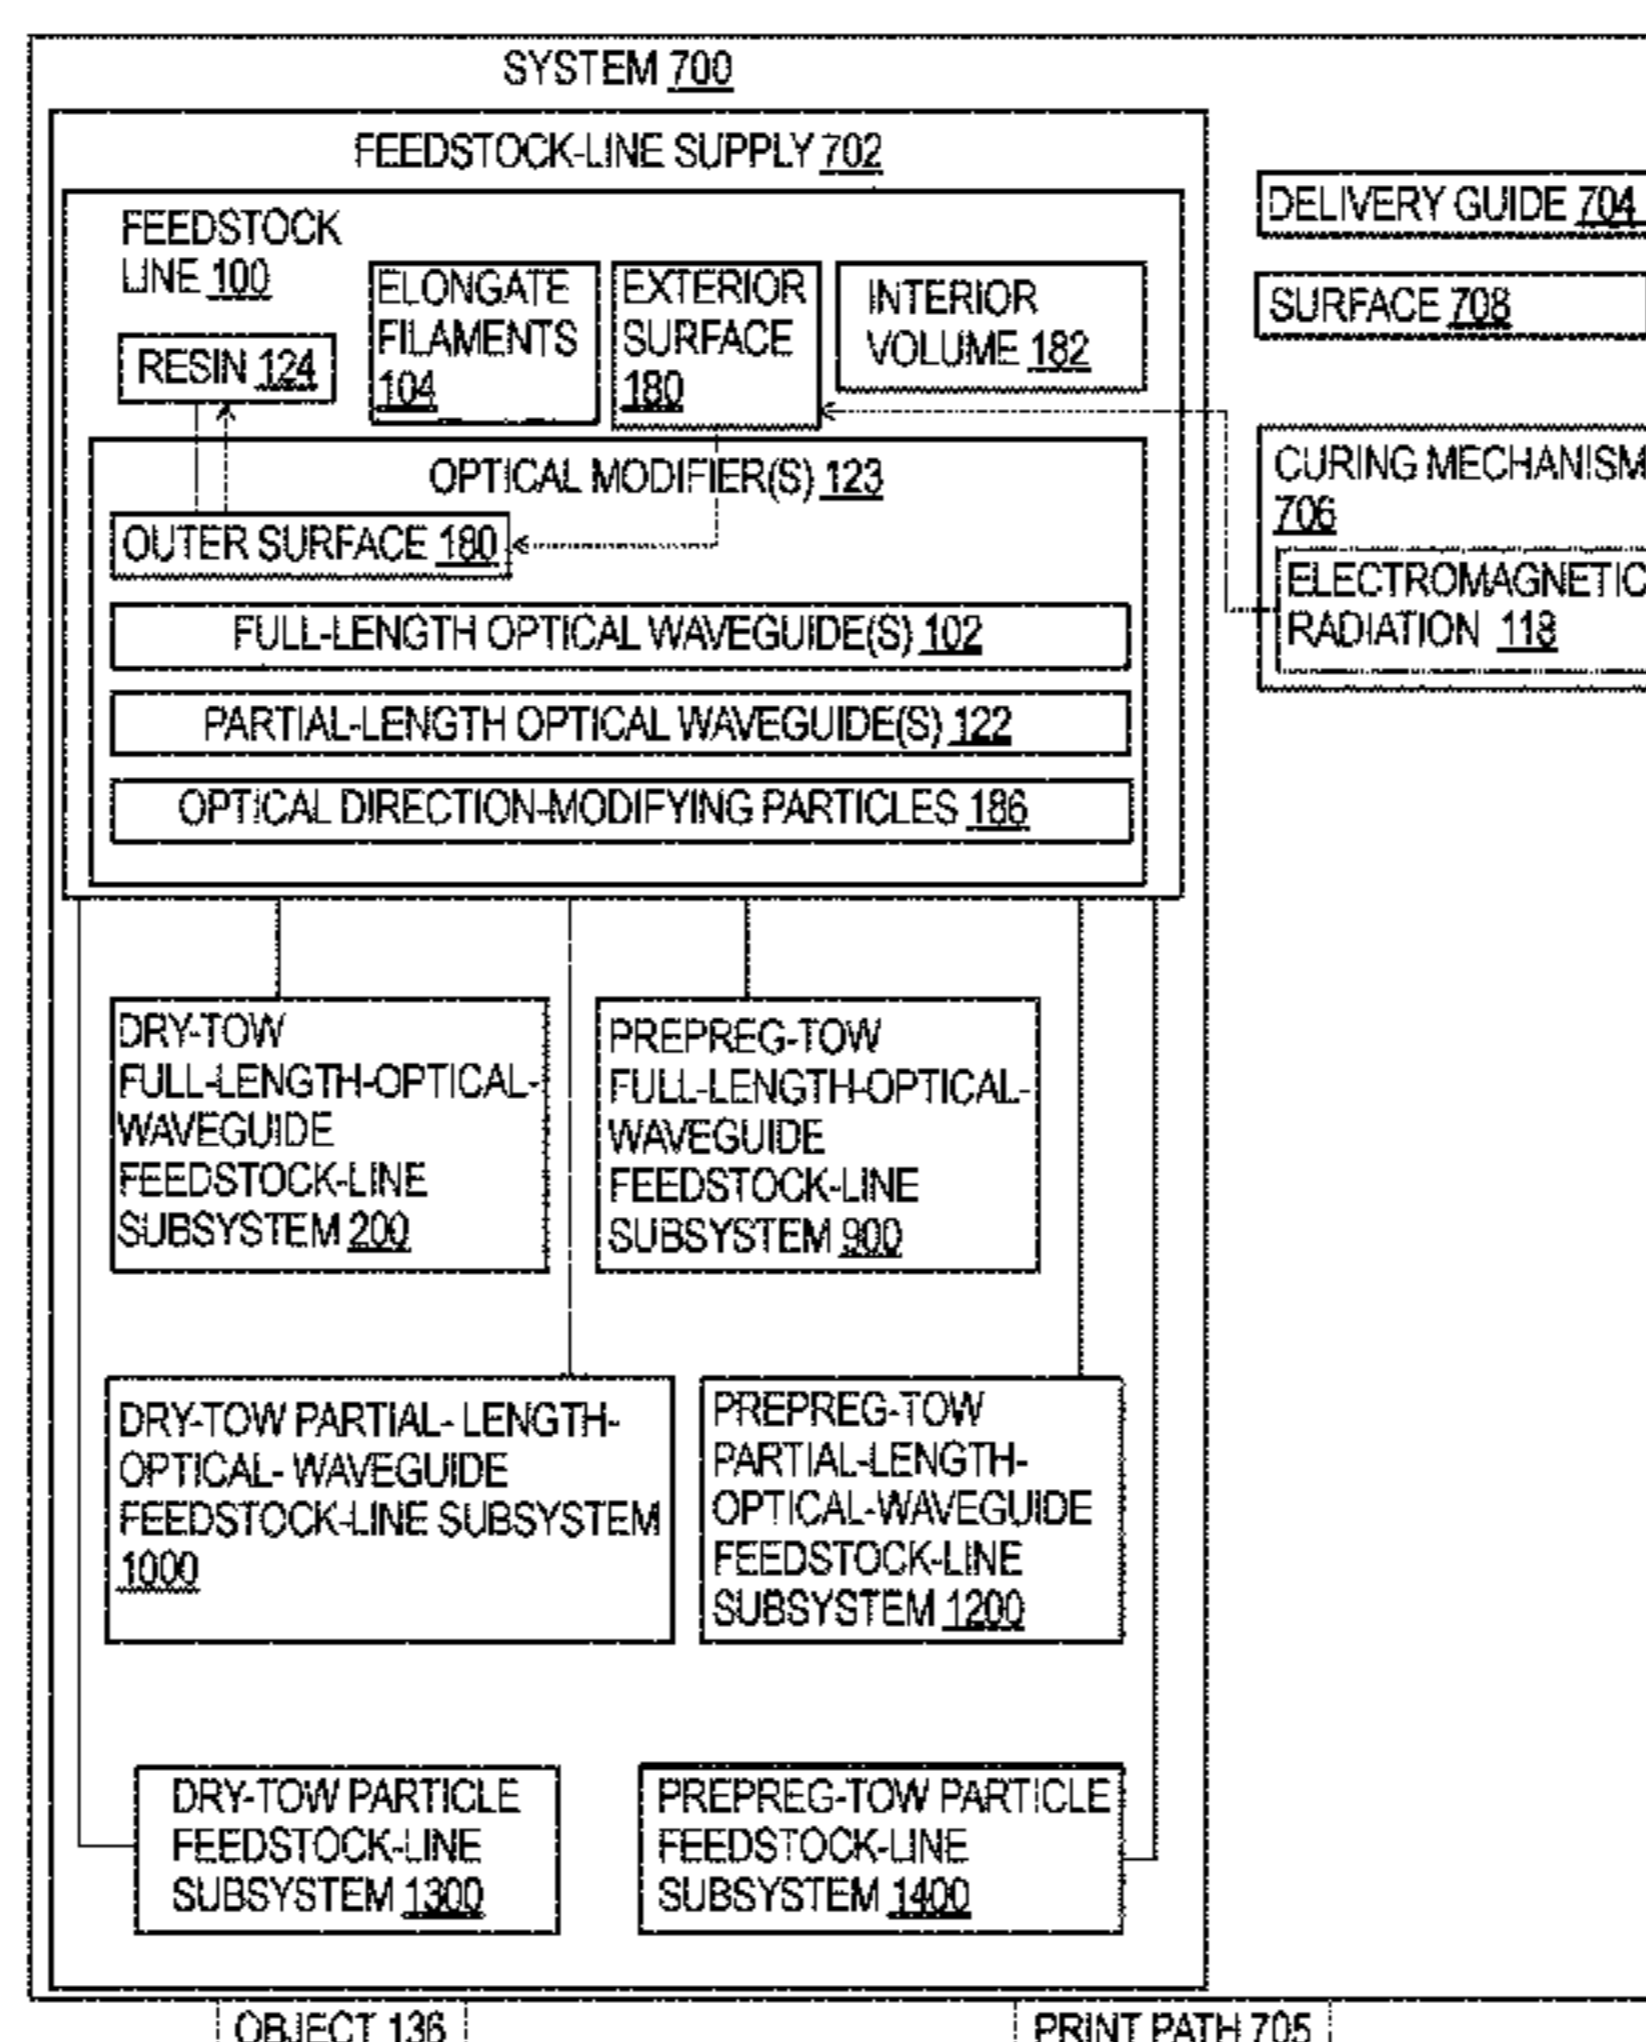 SYSTEM 700
FEEDSTOCK-LINE SUPPLY 702
FEEDSTOCK
LINE 100
RESIN 124
ELONGATE
FILAMENTS
104
EXTERIOR
SURFACE
180
INTERIOR
VOLUME 182
OPTICAL MODIFIER(S) 123
OUTER SURFACE 180
FULL-LENGTH OPTICAL WAVEGUIDE(S) 102
PARTIAL-LENGTH OPTICAL WAVEGUIDE(S) 122
OPTICAL DIRECTION-MODIFYING PARTICLES 186
DELIVERY GUIDE 704
SURFACE 708
CURING MECHANISM
706
ELECTROMAGNETIC
RADIATION 118
DRY-TOW
FULL-LENGTH-OPTICAL-
WAVEGUIDE
FEEDSTOCK-LINE
SUBSYSTEM 200
PREPREG-TOW
FULL-LENGTH-OPTICAL-
WAVEGUIDE
FEEDSTOCK-LINE
SUBSYSTEM 900
DRY-TOW PARTIAL- LENGTH-
OPTICAL- WAVEGUIDE
FEEDSTOCK-LINE SUBSYSTEM
1000
PREPREG-TOW
PARTIAL-LENGTH-
OPTICAL-WAVEGUIDE
FEEDSTOCK-LINE
SUBSYSTEM 1200
DRY-TOW PARTICLE
FEEDSTOCK-LINE
SUBSYSTEM 1300
PREPREG-TOW PARTICLE
FEEDSTOCK-LINE
SUBSYSTEM 1400
OBJECT 136
PRINT PATH 705